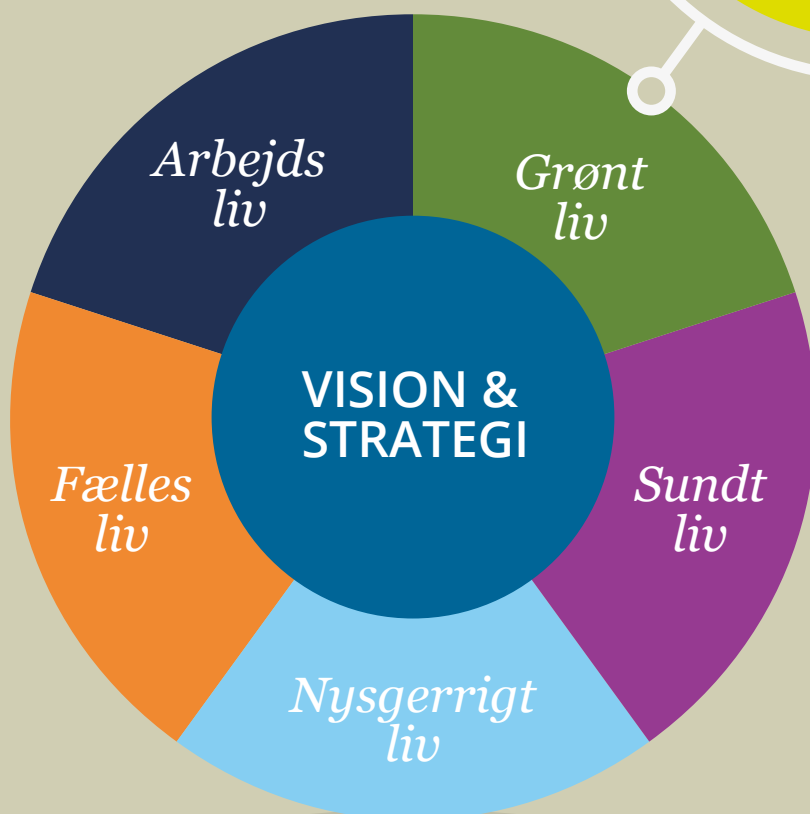 Arbejds
liv
Grønt
liv
VISION &
STRATEGI
Fælles
liv
Sundt
liv
Nysgerrigt
liv